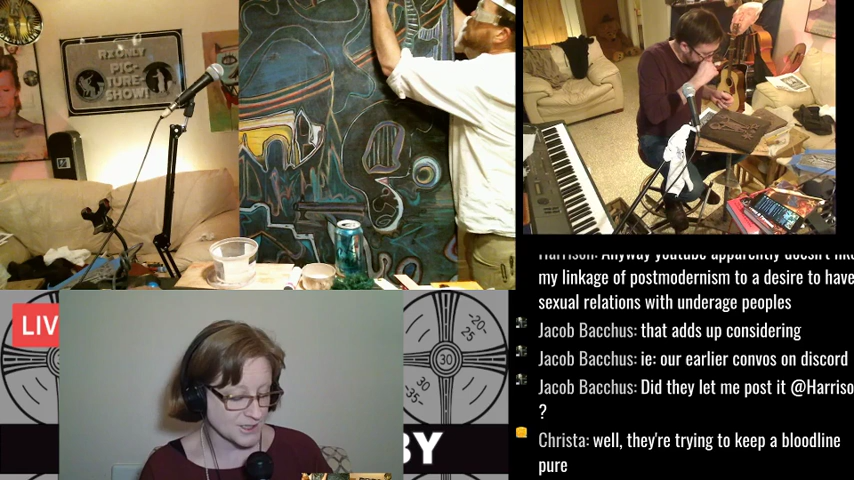 RZONLY
PIC-
TURE-
SHOW!
LIV
-20-
25-
30
30
-35-
BY
Harrison: Anyway youtube apparently doesn't like
my linkage of postmodernism to a desire to have
sexual relations with underage peoples
Jacob Bacchus: that adds up considering
Jacob Bacchus: ie: our earlier convos on discord
Jacob Bacchus: Did they let me post it @Harriso
?
Christa: well, they're trying to keep a bloodline
pure